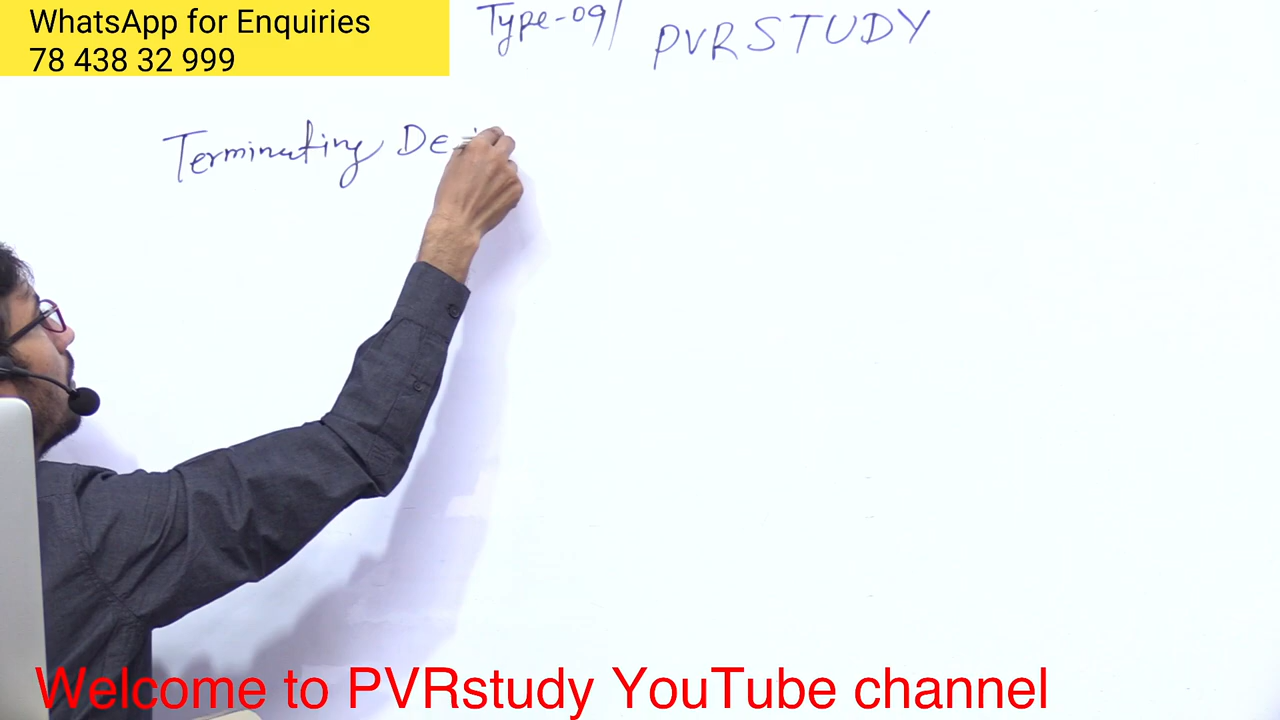 WhatsApp for Enquiries
78 438 32 999
Type-09/ PVRSTUDY
Terminating
Welcome to PVRstudy YouTube channel